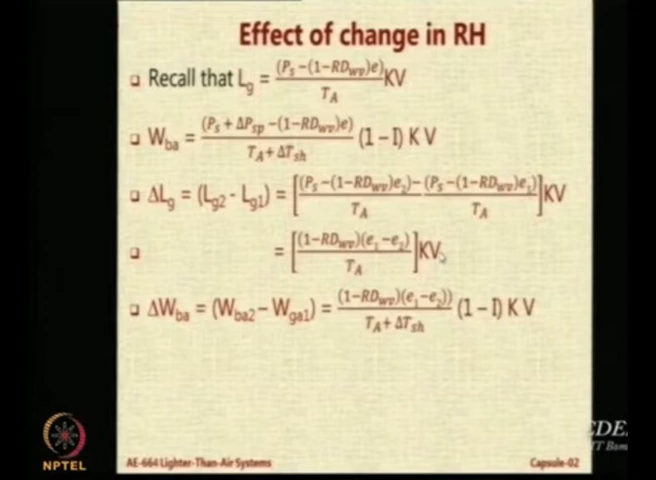 Effect of change in RH
Recall that L_g = (P_s −(1−RD_wv)e) / T_A KV
W_ba = (P_s + ΔP_sp −(1−RD_wv)e) / T_A+ ΔT_sh (1 – I) K V
ΔL_g = (L_g2 - L_g1) = [(P_s −(1−RD_wv)e_2) / T_A − (P_s −(1−RD_wv)e_1) / T_A] KV
= [(1−RD_wv)(e_1−e_2) / T_A] KV
ΔW_ba = (W_ba2 – W_ga1) = (1−RD_wv)(e_1−e_2)) / T_A+ ΔT_sh (1 – I) K V
NPTEL
AE-664 Lighter-Than-Air Systems
Capsule-02
CDE
IT Bom